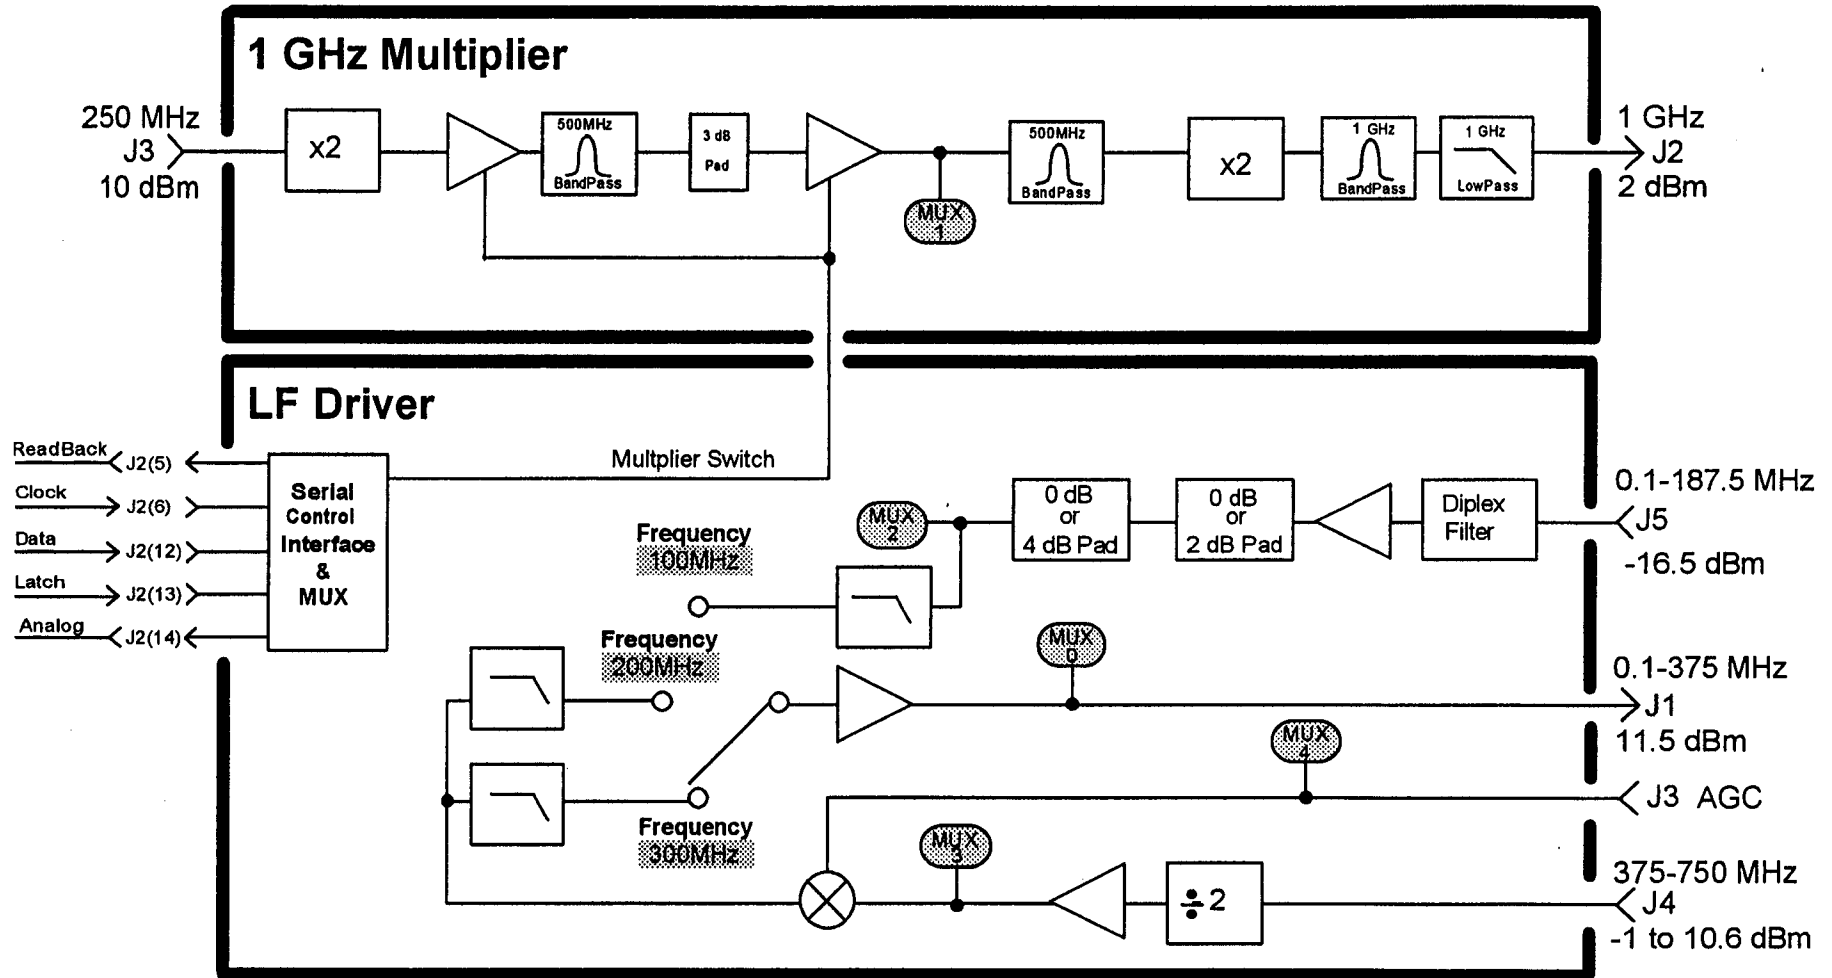 1 GHz Multiplier
250 MHz
J3
10 dBm
x2
500MHz
BandPass
3 dB
Pad
MUX
1
500MHz
BandPass
x2
1 GHz
BandPass
1 GHz
LowPass
1 GHz
J2
2 dBm
LF Driver
ReadBack
J2(5)
Clock
J2(6)
Data
J2(12)
Latch
J2(13)
Analog
J2(14)
Serial
Control
Interface
&
MUX
Multplier Switch
Frequency
100MHz
MUX
2
0 dB
or
4 dB Pad
0 dB
or
2 dB Pad
Diplex
Filter
0.1-187.5 MHz
J5
-16.5 dBm
Frequency
200MHz
MUX
0
0.1-375 MHz
J1
11.5 dBm
MUX
4
J3 AGC
Frequency
300MHz
MUX
3
÷ 2
375-750 MHz
J4
-1 to 10.6 dBm